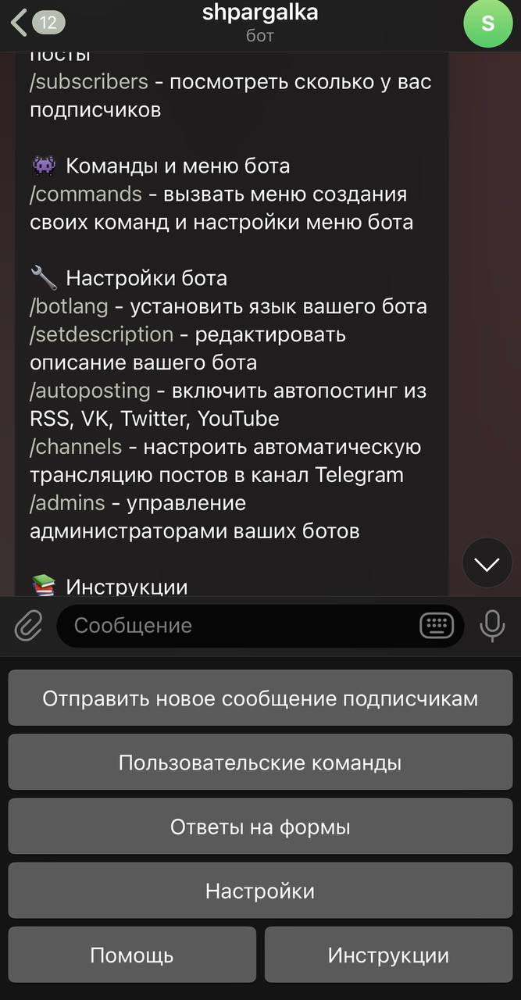 12
shpargalka
бот
S
посты
/subscribers - посмотреть сколько у вас
подписчиков
Команды и меню бота
/commands - вызвать меню создания
своих команд и настройки меню бота
Настройки бота
/botlang - установить язык вашего бота
/setdescription - редактировать
описание вашего бота
/autoposting - включить автопостинг из
RSS, VK, Twitter, YouTube
/channels - настроить автоматическую
трансляцию постов в канал Telegram
/admins - управление
администраторами ваших ботов
Инструкции
Сообщение
Отправить новое сообщение подписчикам
Пользовательские команды
Ответы на формы
Настройки
Помощь
Инструкции